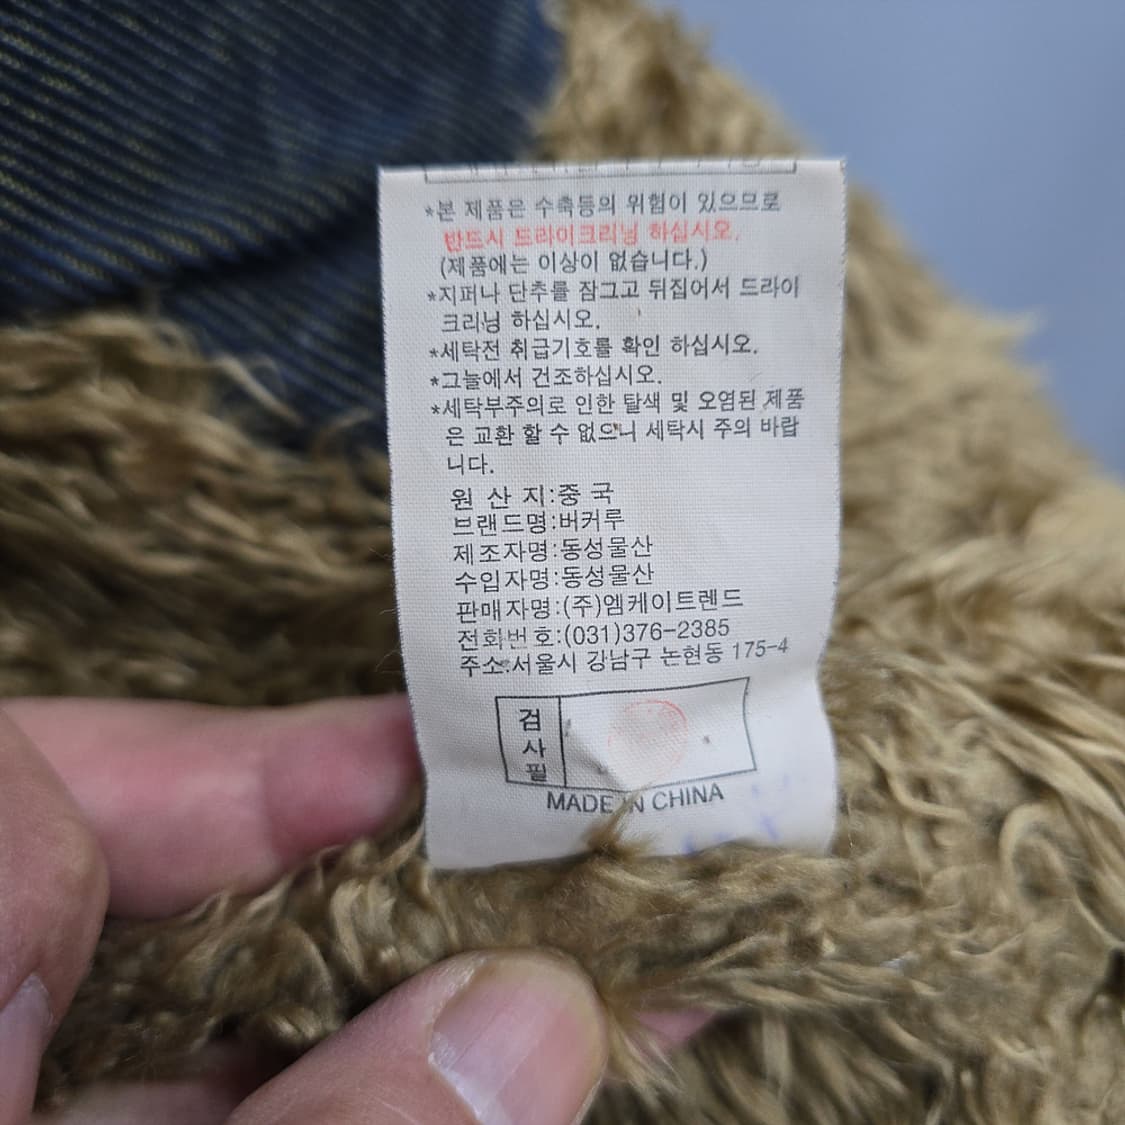 *본 제품은 수축등의 위험이 있으므로
반드시 드라이크리닝 하십시오.
(제품에는 이상이 없습니다.)
*지퍼나 단추를 잠그고 뒤집어서 드라이
크리닝 하십시오.
*세탁전 취급기호를 확인 하십시오.
*그늘에서 건조하십시오.
*세탁부주의로 인한 탈색 및 오염된 제품
은 교환 할 수 없으니 세탁시 주의 바랍
니다.
원 산 지:중 국
브랜드명:버커루
제조자명:동성물산
수입자명:동성물산
판매자명:(주)엠케이트렌드
전화번호:(031)376-2385
주소:서울시 강남구 논현동 175-4
검
사
필
MADE IN CHINA